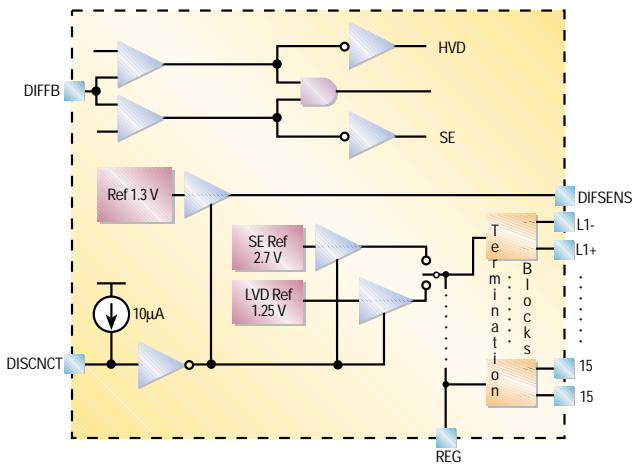 HVD
DIFFB
SE
Ref 1.3 V
DIFSENS
L1-
SE Ref
2.7 V
L1+
Termination
Blocks
LVD Ref
1.25 V
10µA
DISCNCT
15
15
REG